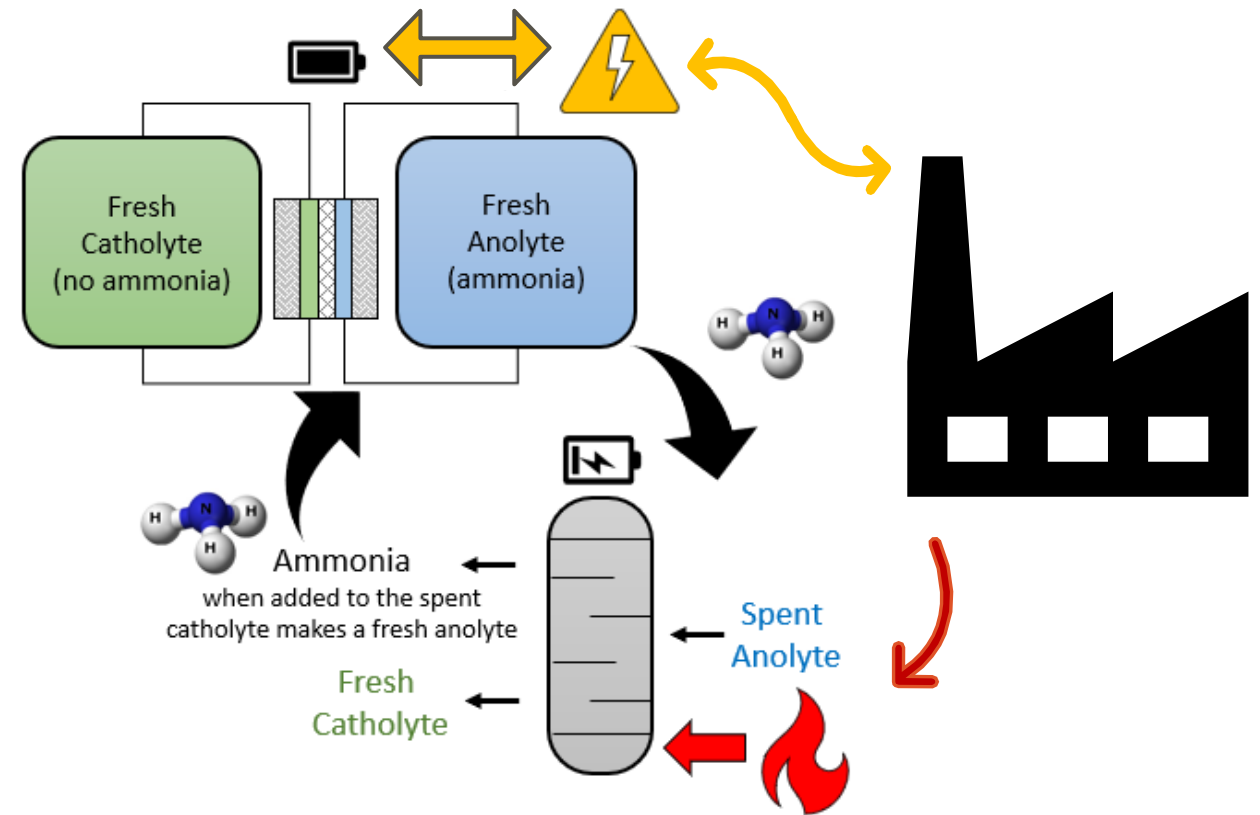 Fresh
Catholyte
(no ammonia)
Fresh
Anolyte
(ammonia)
N
H
H
H
N
H
H
H
Ammonia
when added to the spent
catholyte makes a fresh anolyte
Spent
Anolyte
Fresh
Catholyte